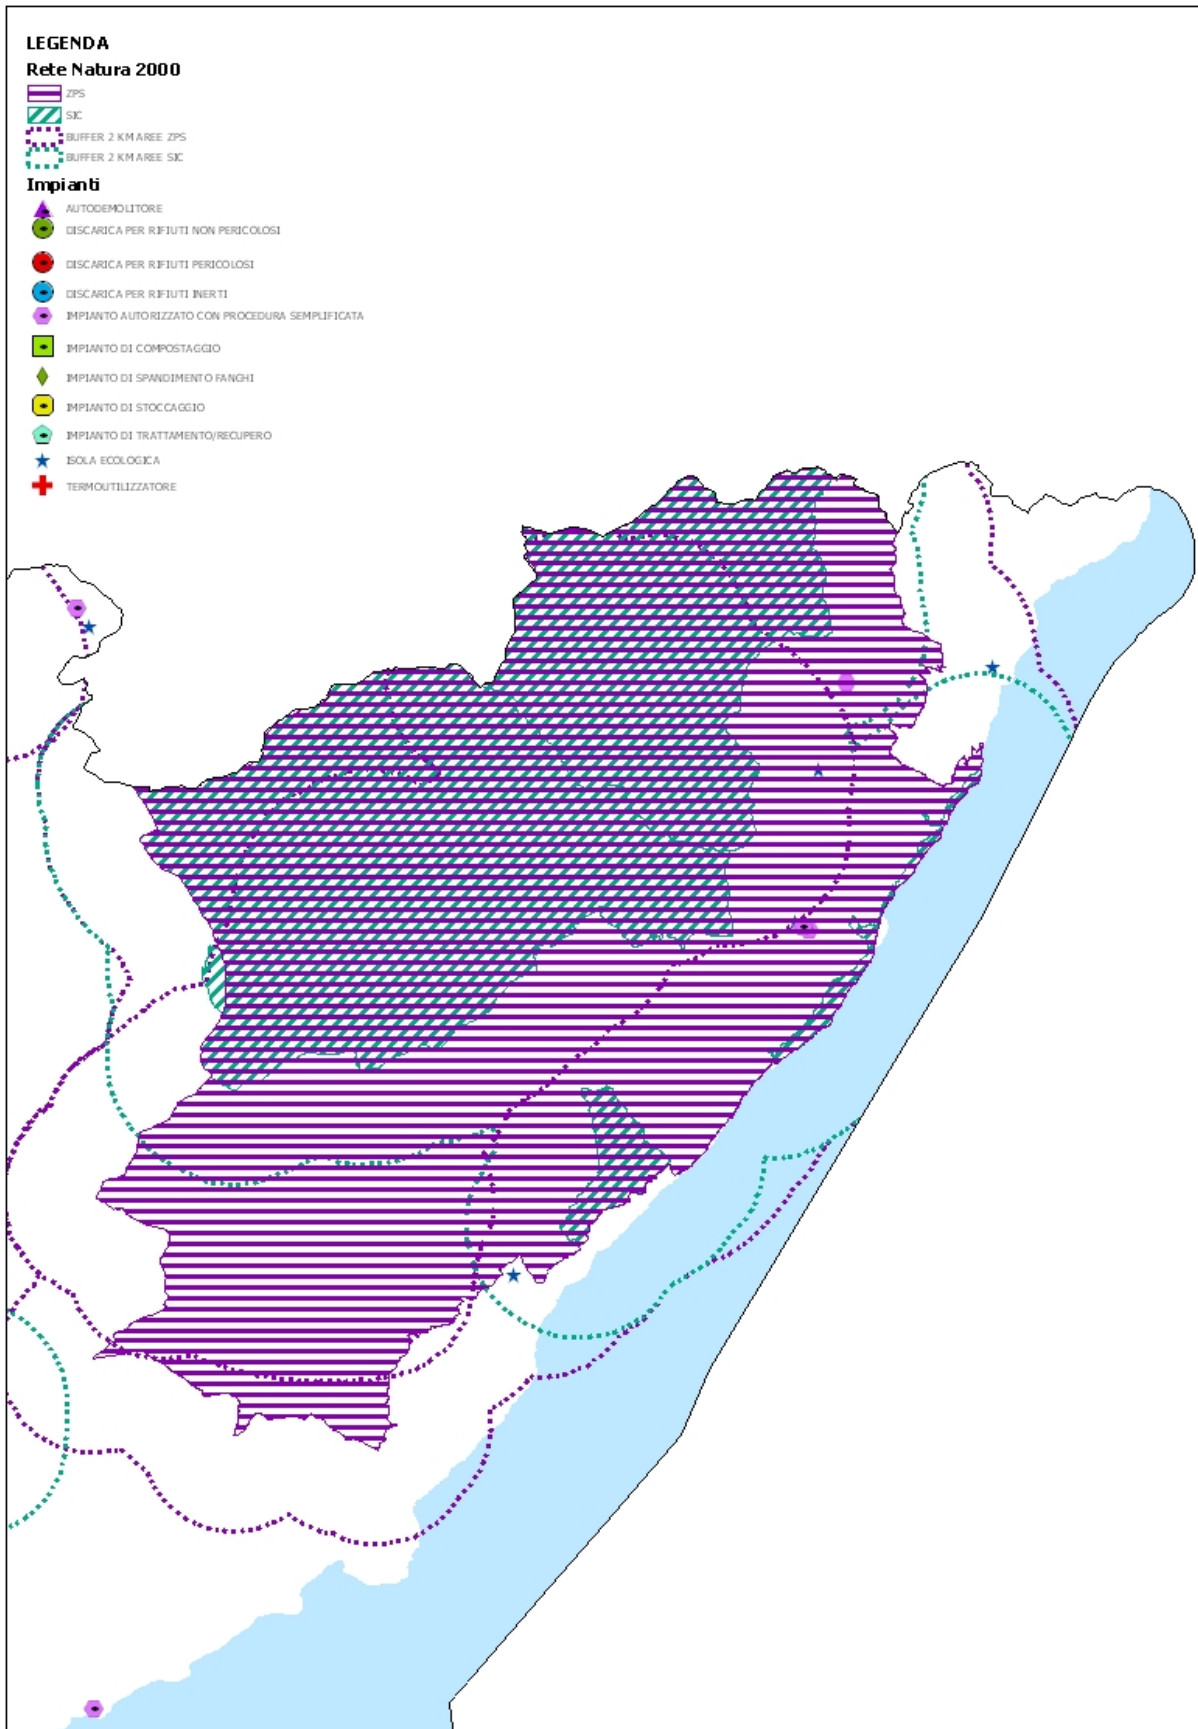 LEGENDA
Rete Natura 2000
ZPS
SIC
BUFFER 2 KM AREE ZPS
BUFFER 2 KM AREE SIC
Impianti
AUTODEMOLITORE
DISCARICA PER RIFIUTI NON PERICOLOSI
DISCARICA PER RIFIUTI PERICOLOSI
DISCARICA PER RIFIUTI INERTI
IMPIANTO AUTORIZZATO CON PROCEDURA SEMPLIFICATA
IMPIANTO DI COMPOSTAGGIO
IMPIANTO DI SPANDIMENTO FANGHI
IMPIANTO DI STOCCAGGIO
IMPIANTO DI TRATTAMENTO/RECUPERO
ISOLA ECOLOGICA
TERMOUTILIZZATORE